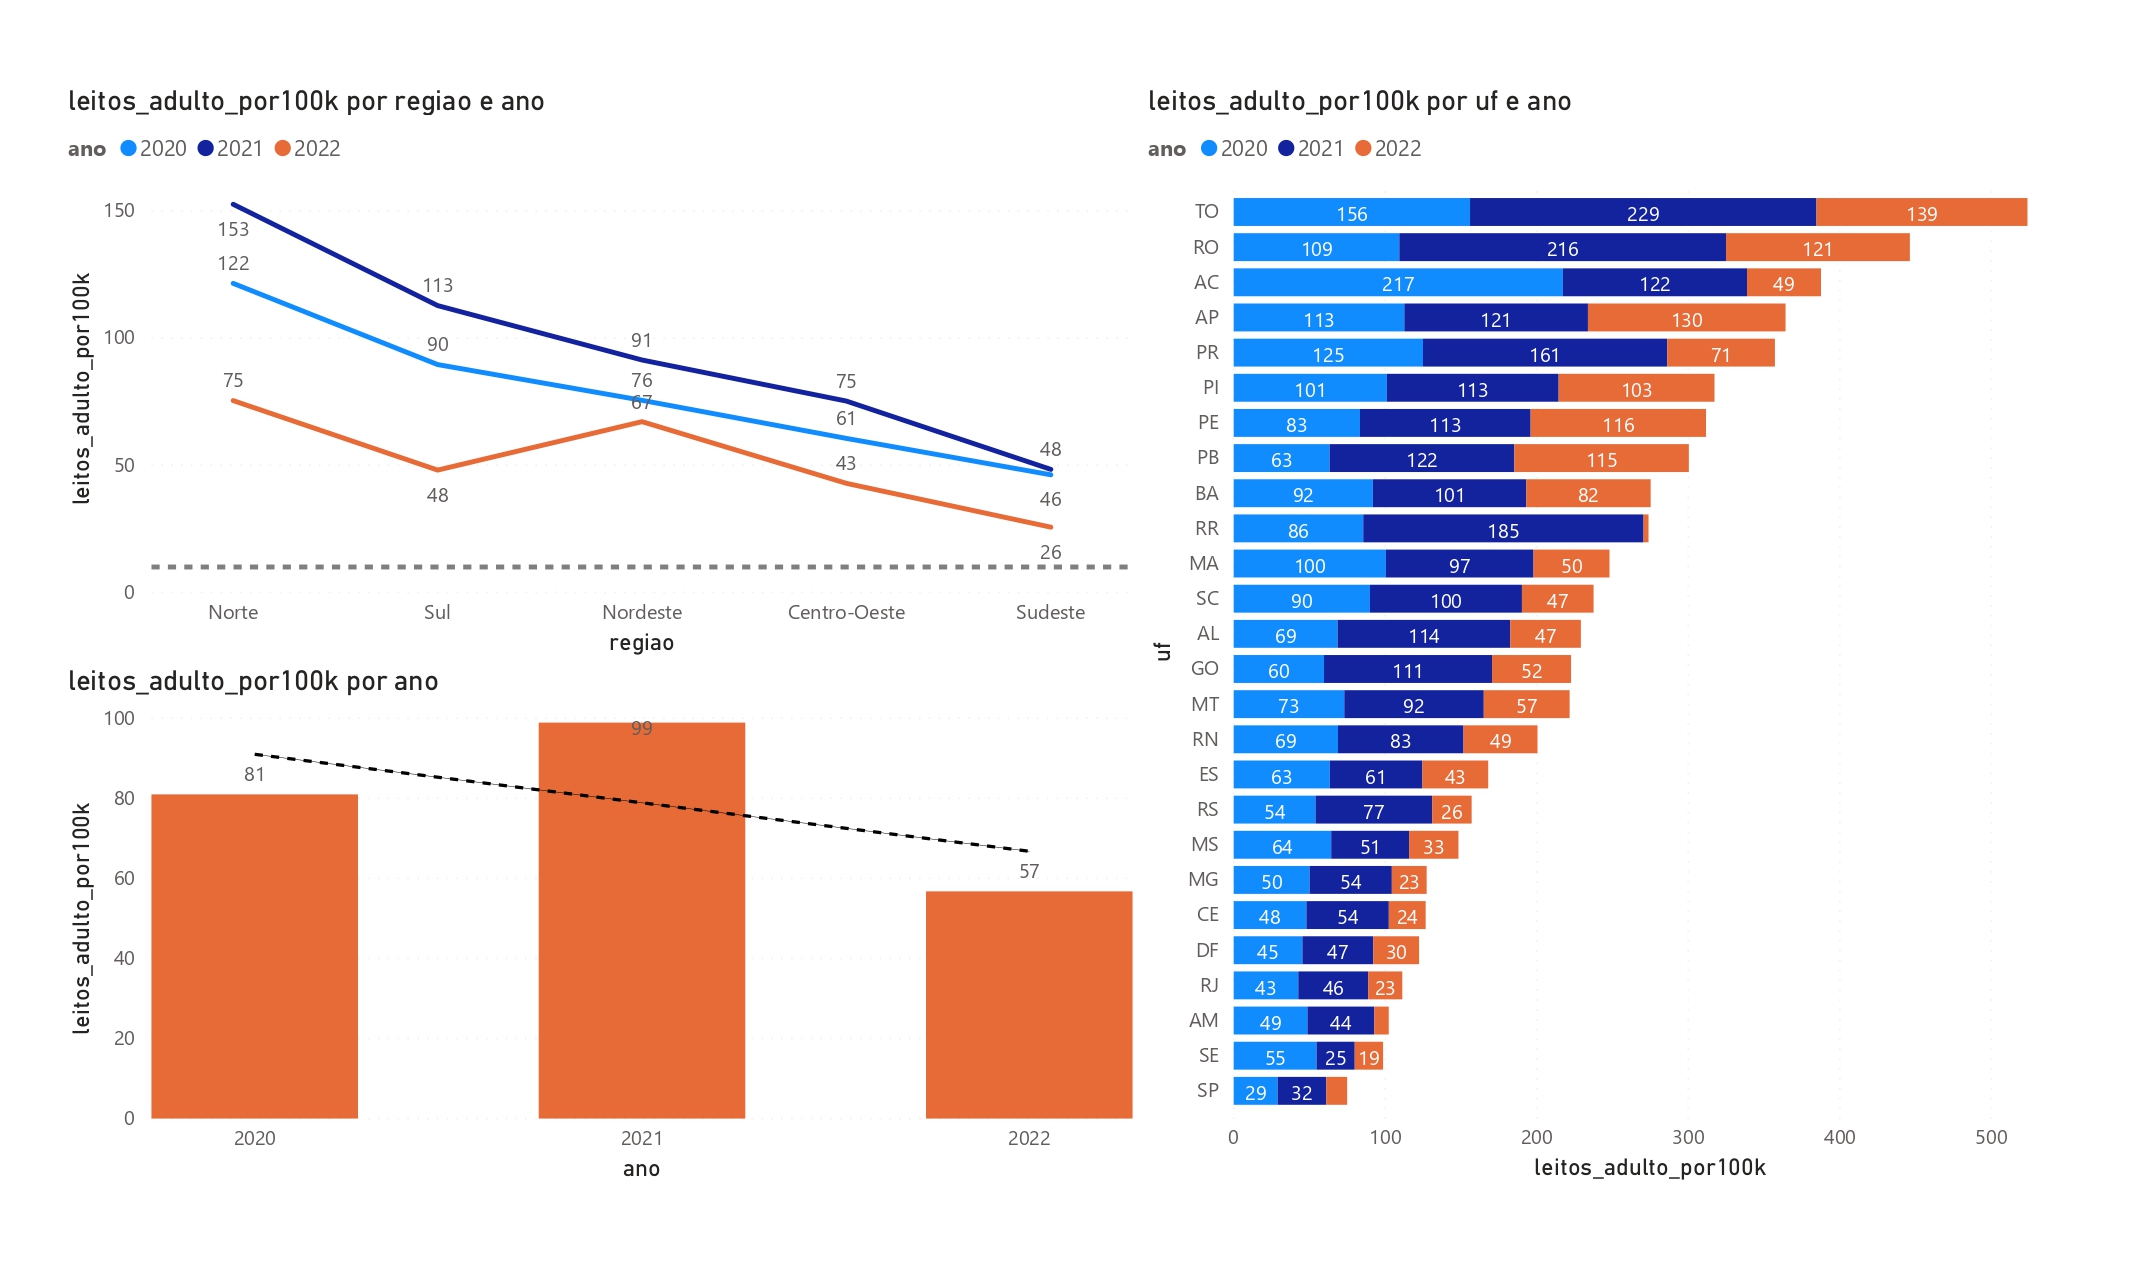 leitos_adulto_por100k por regiao e ano
ano 2020 2021 2022
leitos_adulto_por100k
150
100
50
0
153
122
75
113
90
48
91
76
67
75
61
43
48
46
26
Norte Sul Nordeste Centro-Oeste Sudeste
regiao
leitos_adulto_por100k por ano
leitos_adulto_por100k
100
80
60
40
20
0
81
99
57
2020 2021 2022
ano
leitos_adulto_por100k por uf e ano
ano 2020 2021 2022
uf
TO 156 229 139
RO 109 216 121
AC 217 122 49
AP 113 121 130
PR 125 161 71
PI 101 113 103
PE 83 113 116
PB 63 122 115
BA 92 101 82
RR 86 185
MA 100 97 50
SC 90 100 47
AL 69 114 47
GO 60 111 52
MT 73 92 57
RN 69 83 49
ES 63 61 43
RS 54 77 26
MS 64 51 33
MG 50 54 23
CE 48 54 24
DF 45 47 30
RJ 43 46 23
AM 49 44
SE 55 25 19
SP 29 32
0 100 200 300 400 500
leitos_adulto_por100k